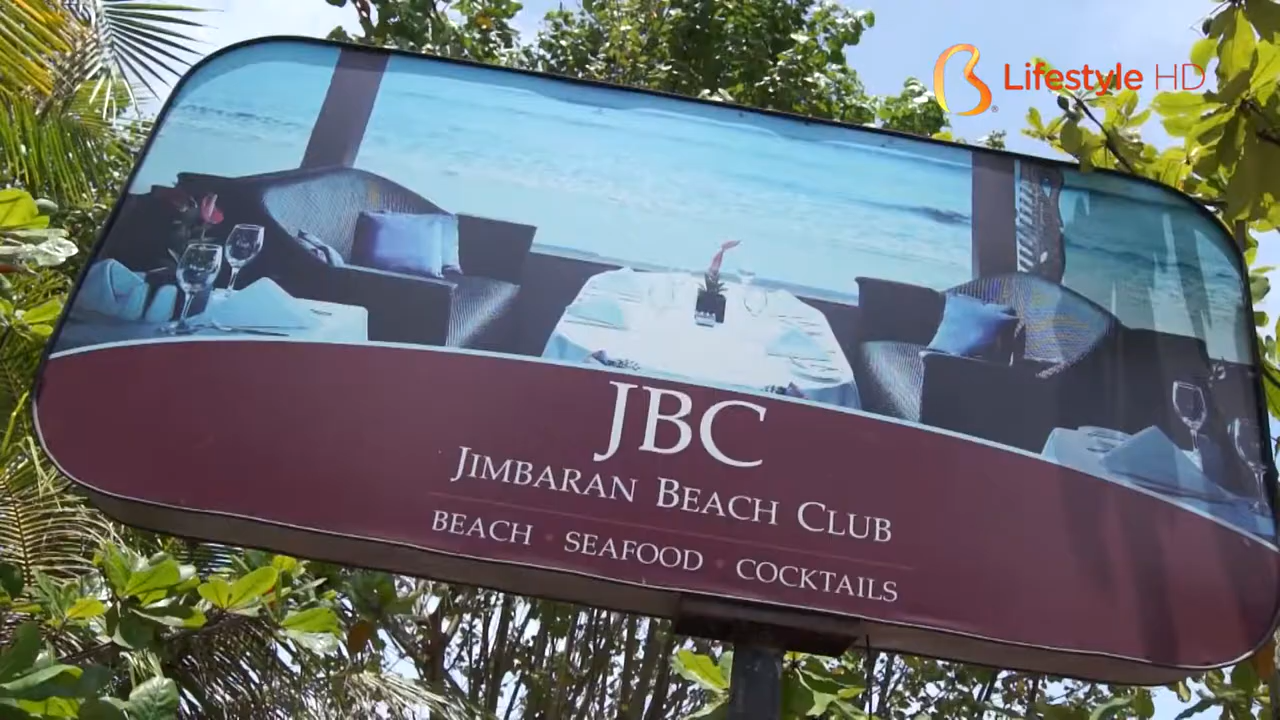 Lifestyle HD
JBC
JIMBARAN BEACH CLUB
BEACH · SEAFOOD · COCKTAILS